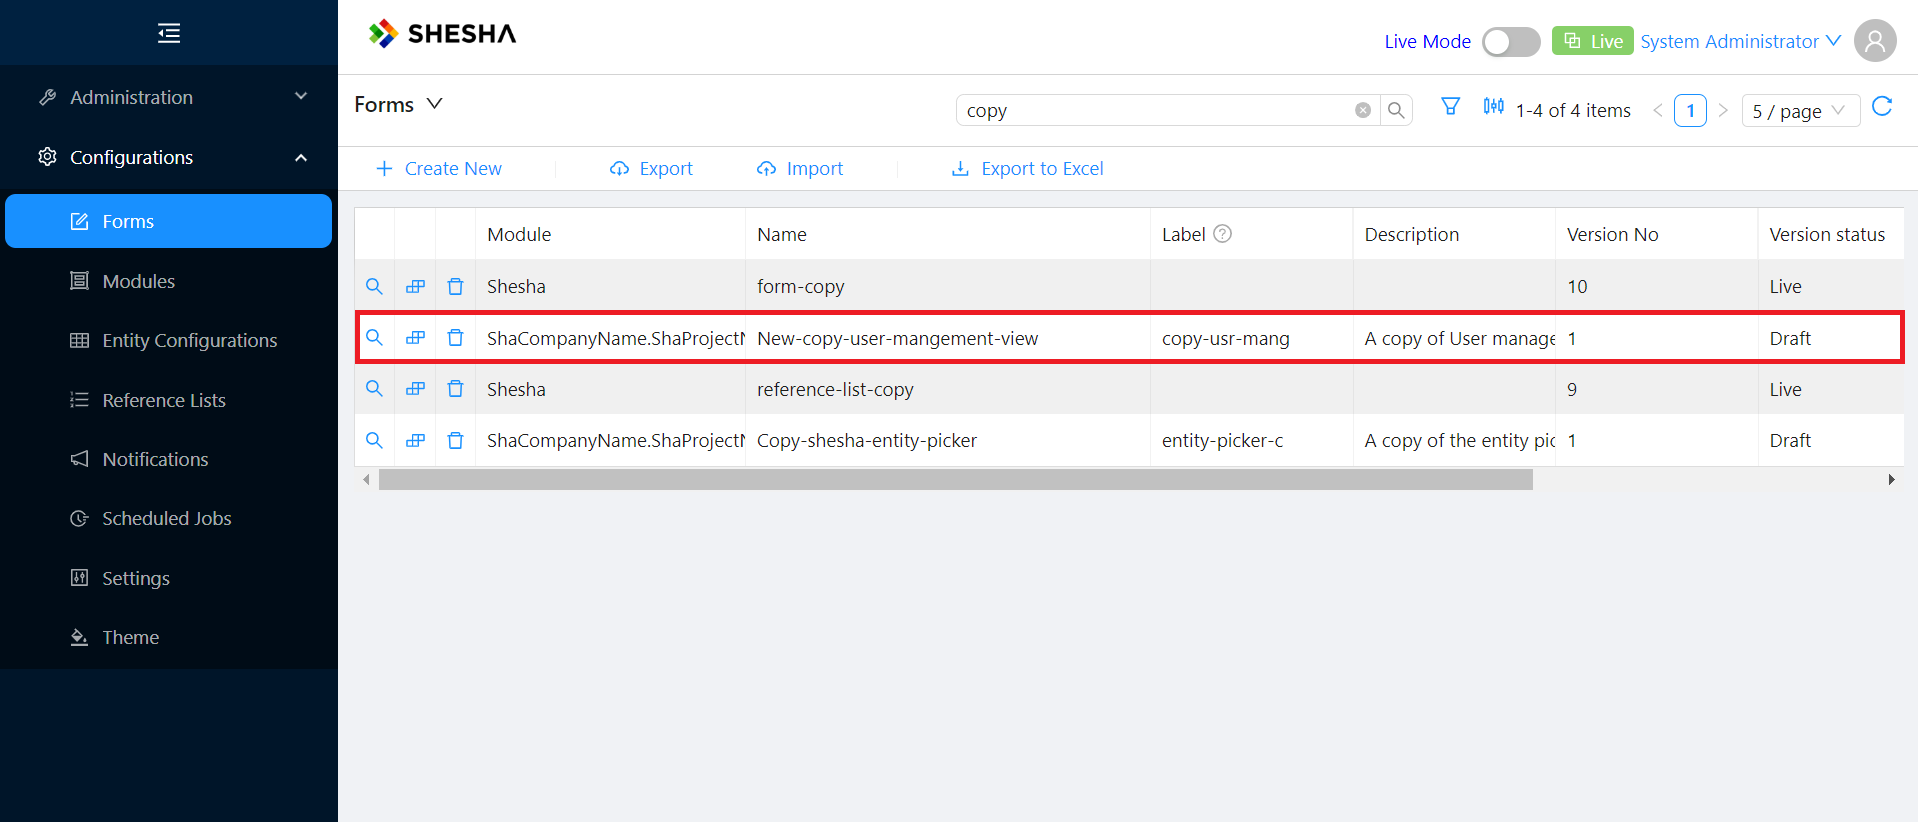 SHESHA
Live Mode
Live
System Administrator
Administration
Configurations
Forms
Modules
Entity Configurations
Reference Lists
Notifications
Scheduled Jobs
Settings
Theme
Forms
copy
1-4 of 4 items
1
5 / page
Create New
Export
Import
Export to Excel
Module Name Label Description Version No Version status
Shesha form-copy 10 Live
ShaCompanyName.ShaProjectN New-copy-user-mangement-view copy-usr-mang A copy of User manage 1 Draft
Shesha reference-list-copy 9 Live
ShaCompanyName.ShaProjectN Copy-shesha-entity-picker entity-picker-c A copy of the entity pic 1 Draft